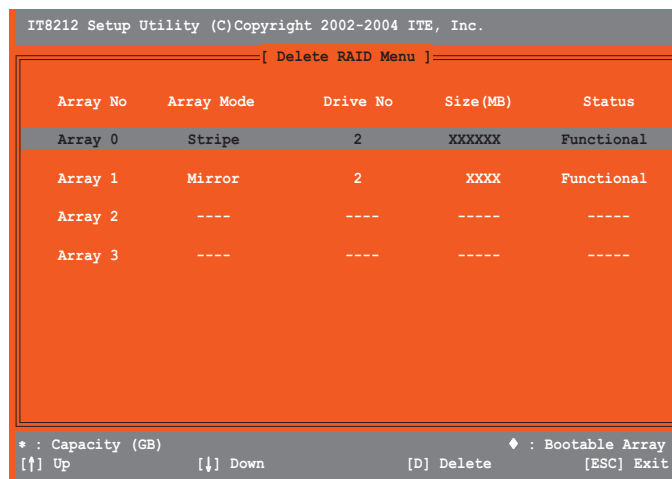 IT8212 Setup Utility (C)Copyright 2002-2004 ITE, Inc.
[ Delete RAID Menu ]
Array No Array Mode Drive No Size(MB) Status
Array 0 Stripe 2 XXXXXX Functional
Array 1 Mirror 2 XXXX Functional
Array 2 ---- ---- ----- -----
Array 3 ---- ---- ----- -----
* : Capacity (GB) ♦ : Bootable Array
[↑] Up [↓] Down [D] Delete [ESC] Exit